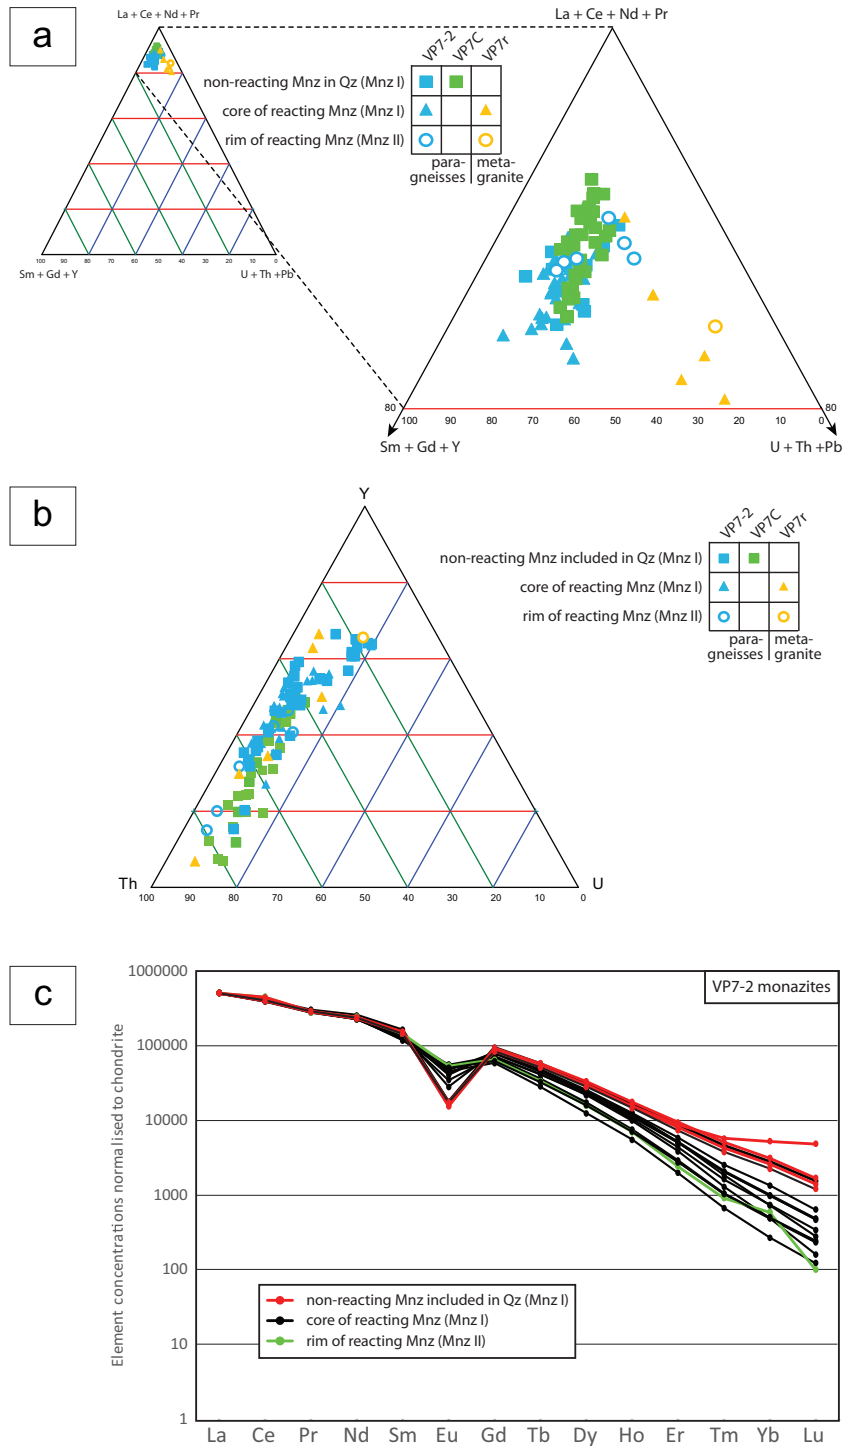 a
La + Ce + Nd + Pr
100 90 80 70 60 50 40 30 20 10 0
Sm + Gd + Y
U + Th +Pb
VP7-2 VP7C VP7r
non-reacting Mnz in Qz (Mnz I)
core of reacting Mnz (Mnz I)
rim of reacting Mnz (Mnz II)
para-
gneisses
meta-
granite
La + Ce + Nd + Pr
80 80
100 90 80 70 60 50 40 30 20 10 0
Sm + Gd + Y
U + Th +Pb
b
Y
VP7-2 VP7C VP7r
non-reacting Mnz included in Qz (Mnz I)
core of reacting Mnz (Mnz I)
rim of reacting Mnz (Mnz II)
para-
gneisses
meta-
granite
Th
U
100 90 80 70 60 50 40 30 20 10 0
c
VP7-2 monazites
Element concentrations normalised to chondrite
1000000
100000
10000
1000
100
10
1
non-reacting Mnz included in Qz (Mnz I)
core of reacting Mnz (Mnz I)
rim of reacting Mnz (Mnz II)
La Ce Pr Nd Sm Eu Gd Tb Dy Ho Er Tm Yb Lu